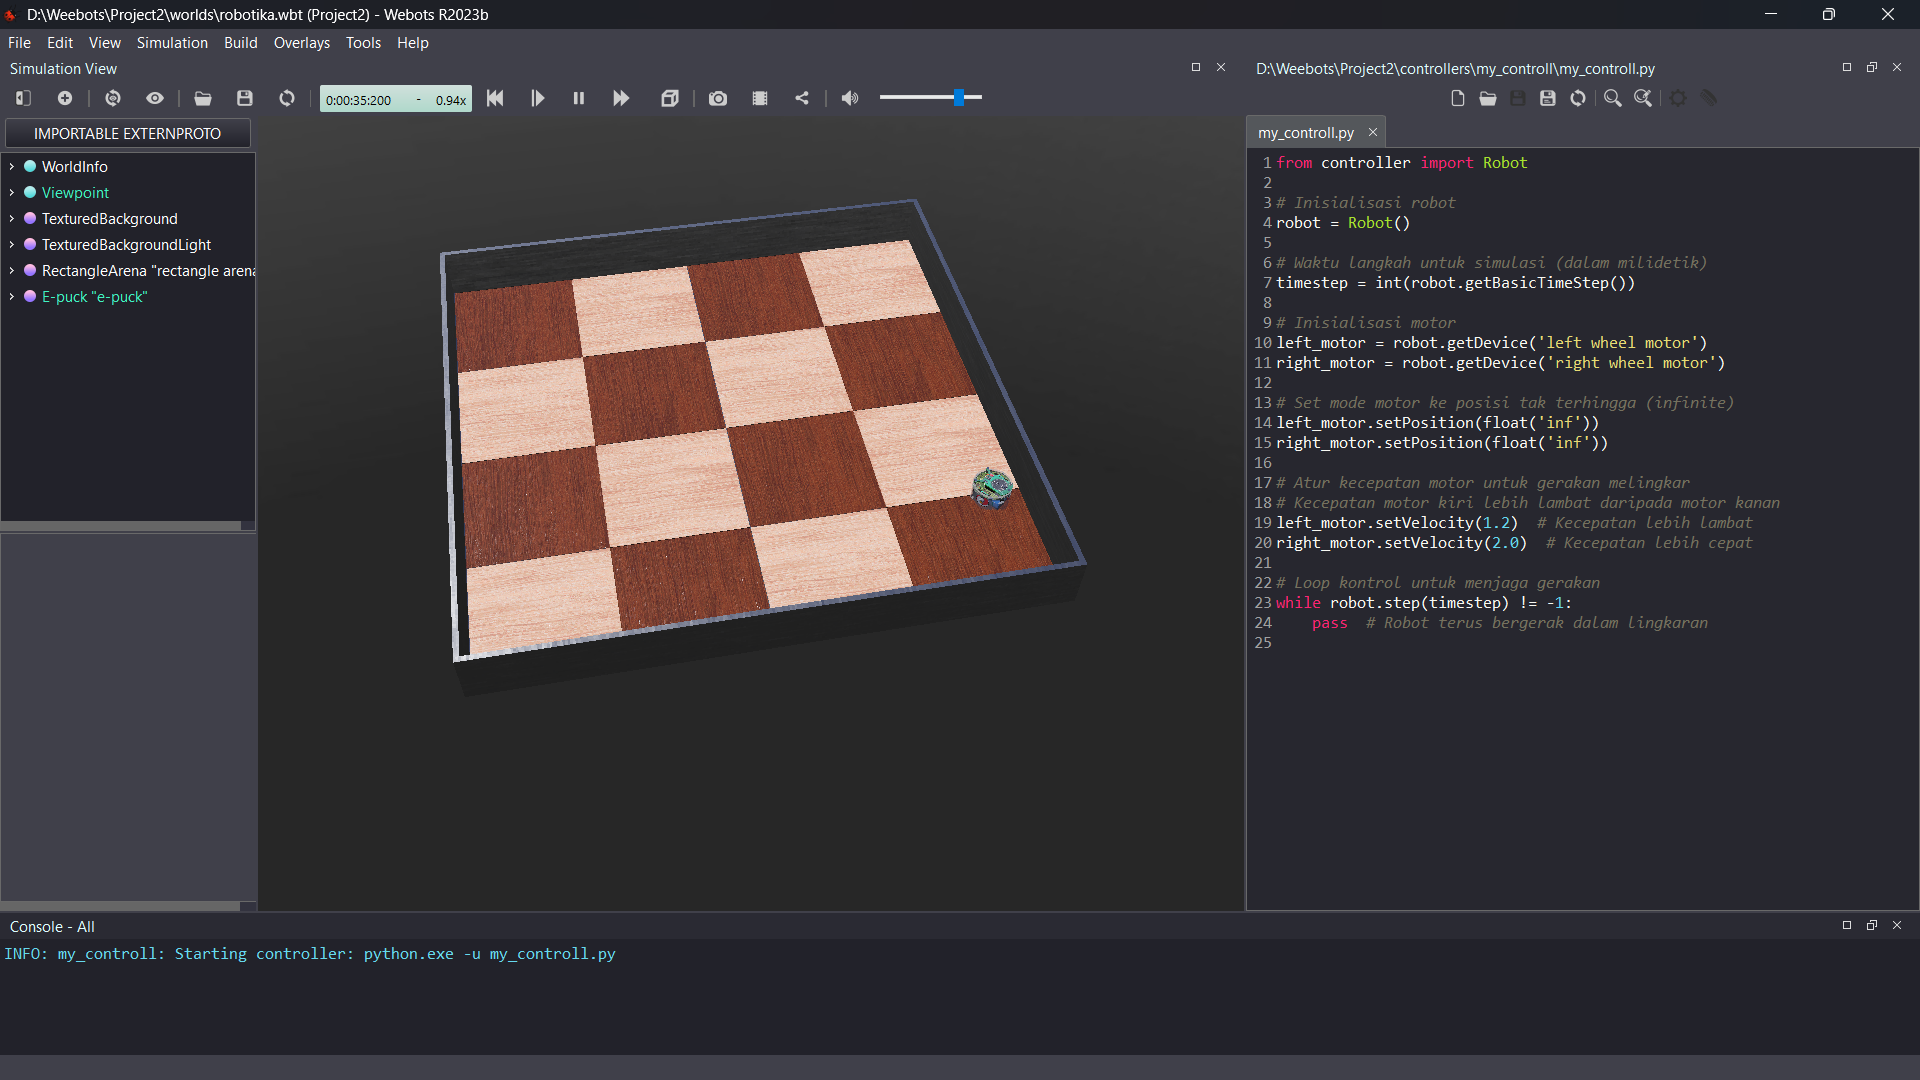 D:\Weebots\Project2\worlds\robotika.wbt (Project2) - Webots R2023b
File Edit View Simulation Build Overlays Tools Help
Simulation View
0:00:35:200 - 0.94x
IMPORTABLE EXTERNPROTO
WorldInfo
Viewpoint
TexturedBackground
TexturedBackgroundLight
RectangleArena "rectangle arena
E-puck "e-puck"
D:\Weebots\Project2\controllers\my_controll\my_controll.py
my_controll.py
1 from controller import Robot
2
3 # Inisialisasi robot
4 robot = Robot()
5
6 # Waktu langkah untuk simulasi (dalam milidetik)
7 timestep = int(robot.getBasicTimeStep())
8
9 # Inisialisasi motor
10 left_motor = robot.getDevice('left wheel motor')
11 right_motor = robot.getDevice('right wheel motor')
12
13 # Set mode motor ke posisi tak terhingga (infinite)
14 left_motor.setPosition(float('inf'))
15 right_motor.setPosition(float('inf'))
16
17 # Atur kecepatan motor untuk gerakan melingkar
18 # Kecepatan motor kiri lebih lambat daripada motor kanan
19 left_motor.setVelocity(1.2)  # Kecepatan lebih lambat
20 right_motor.setVelocity(2.0)  # Kecepatan lebih cepat
21
22 # Loop kontrol untuk menjaga gerakan
23 while robot.step(timestep) != -1:
24     pass  # Robot terus bergerak dalam lingkaran
25
Console - All
INFO: my_controll: Starting controller: python.exe -u my_controll.py